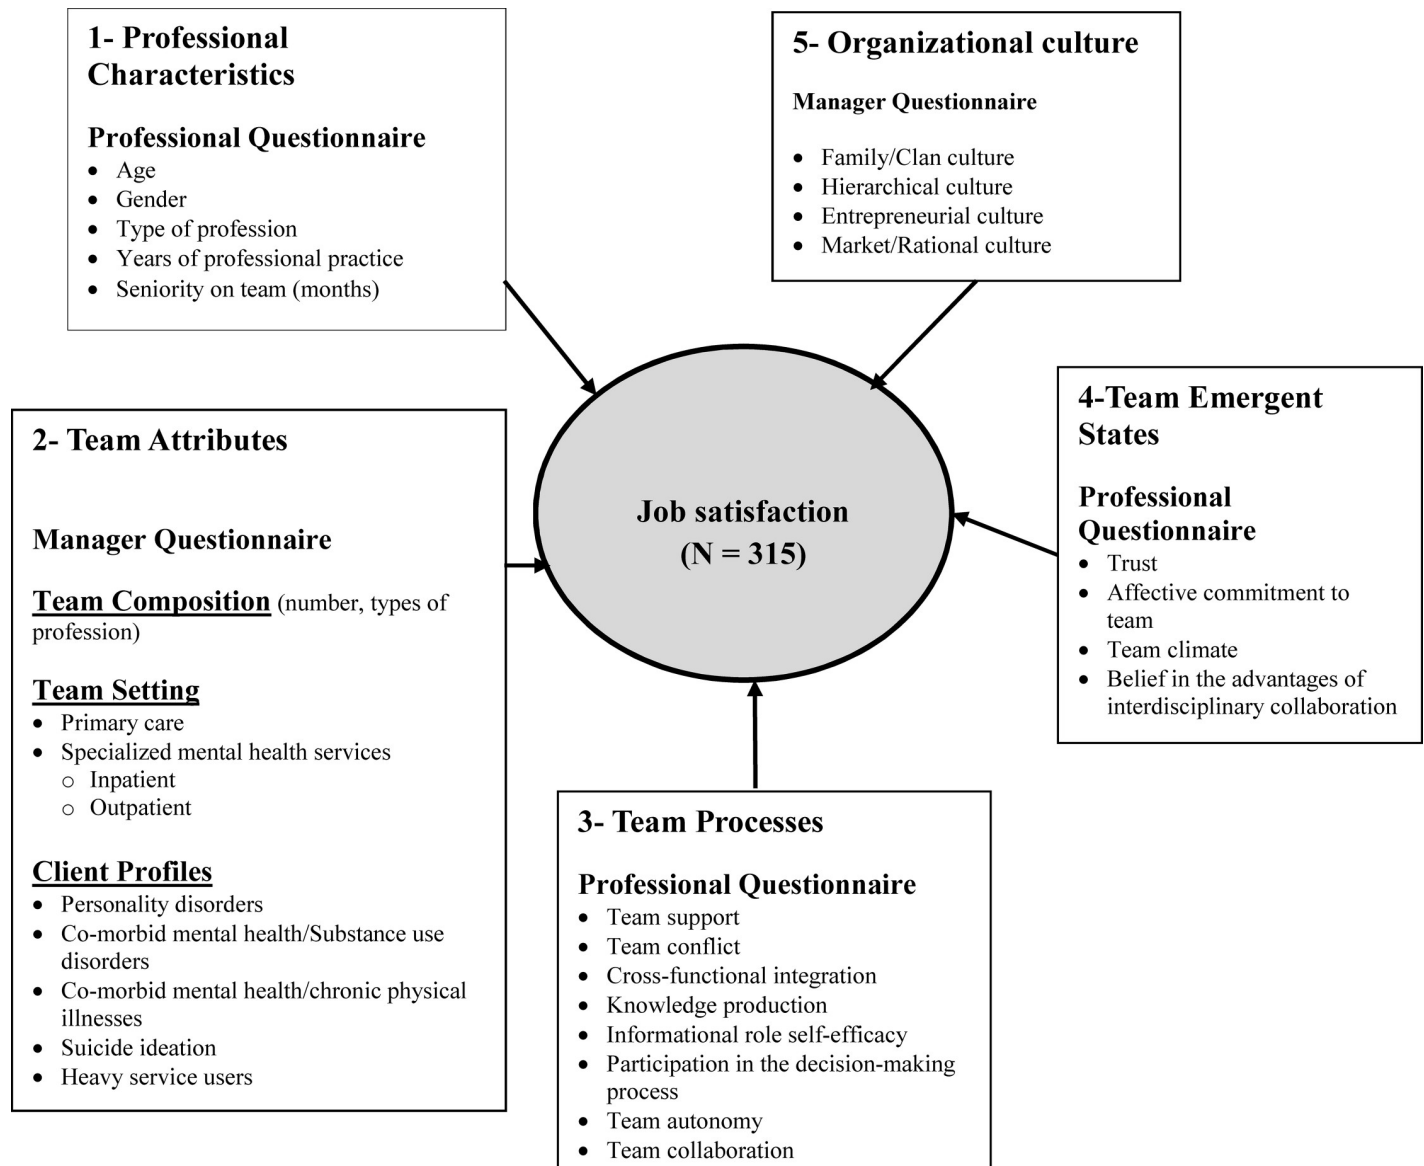 1- Professional
Characteristics
Professional Questionnaire
• Age
• Gender
• Type of profession
• Years of professional practice
• Seniority on team (months)
5- Organizational culture
Manager Questionnaire
• Family/Clan culture
• Hierarchical culture
• Entrepreneurial culture
• Market/Rational culture
2- Team Attributes
Manager Questionnaire
Team Composition (number, types of
profession)
Team Setting
• Primary care
• Specialized mental health services
o Inpatient
o Outpatient
Client Profiles
• Personality disorders
• Co-morbid mental health/Substance use
disorders
• Co-morbid mental health/chronic physical
illnesses
• Suicide ideation
• Heavy service users
Job satisfaction
(N = 315)
4-Team Emergent
States
Professional
Questionnaire
• Trust
• Affective commitment to
team
• Team climate
• Belief in the advantages of
interdisciplinary collaboration
3- Team Processes
Professional Questionnaire
• Team support
• Team conflict
• Cross-functional integration
• Knowledge production
• Informational role self-efficacy
• Participation in the decision-making
process
• Team autonomy
• Team collaboration